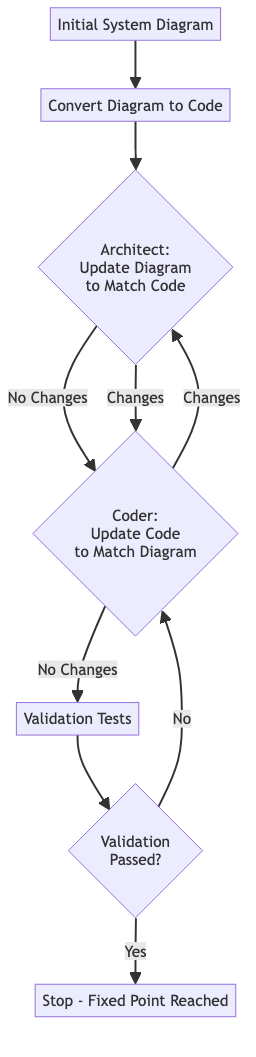 Initial System Diagram
Convert Diagram to Code
Architect:
Update Diagram
to Match Code
No Changes
Changes
Changes
Coder:
Update Code
to Match Diagram
No Changes
Validation Tests
No
Validation
Passed?
Yes
Stop - Fixed Point Reached